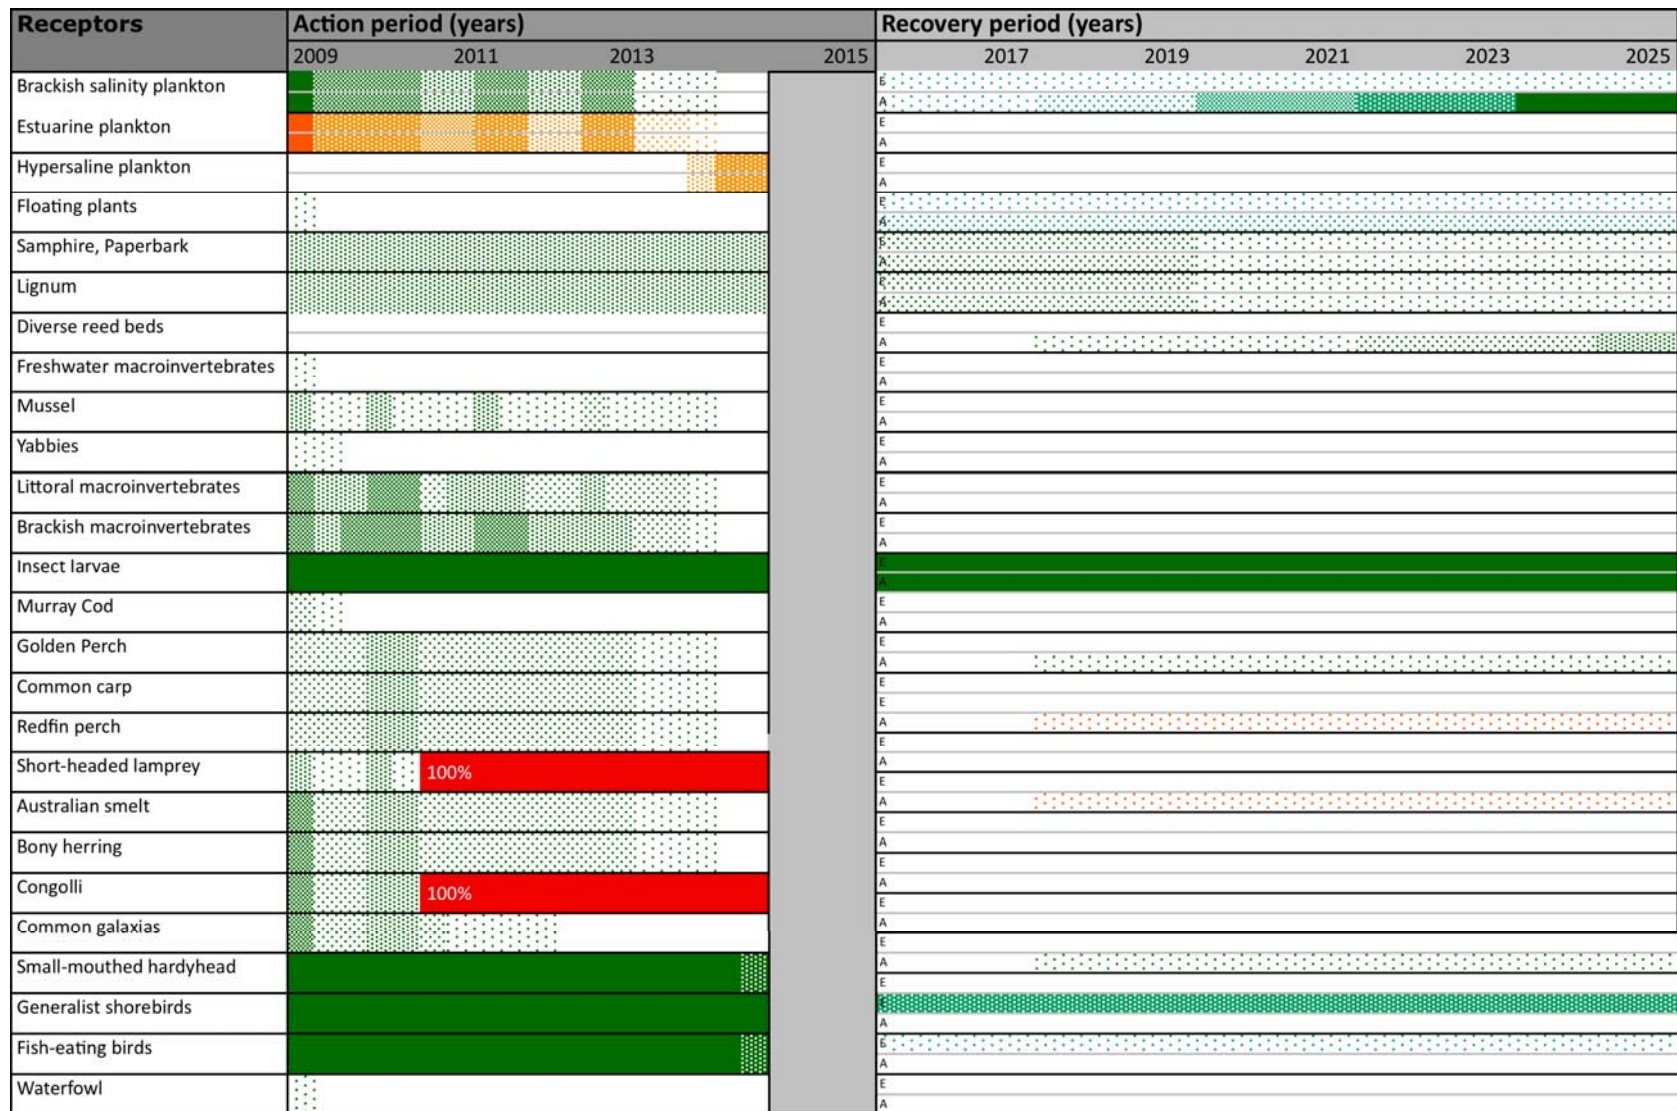 Receptors Action period (years) Recovery period (years)
2009 2011 2013 2015 2017 2019 2021 2023 2025
Brackish salinity plankton E
A
Estuarine plankton E
A
Hypersaline plankton E
A
Floating plants E
A
Samphire, Paperbark E
A
Lignum E
A
Diverse reed beds E
A
Freshwater macroinvertebrates E
A
Mussel E
A
Yabbies E
A
Littoral macroinvertebrates E
A
Brackish macroinvertebrates E
A
Insect larvae E
A
Murray Cod E
A
Golden Perch E
A
Common carp E
E
Redfin perch A
E
Short-headed lamprey 100% A
E
Australian smelt A
E
Bony herring A
E
Congolli 100% A
E
Common galaxias A
E
Small-mouthed hardyhead A
E
Generalist shorebirds E
A
Fish-eating birds E
A
Waterfowl E
A